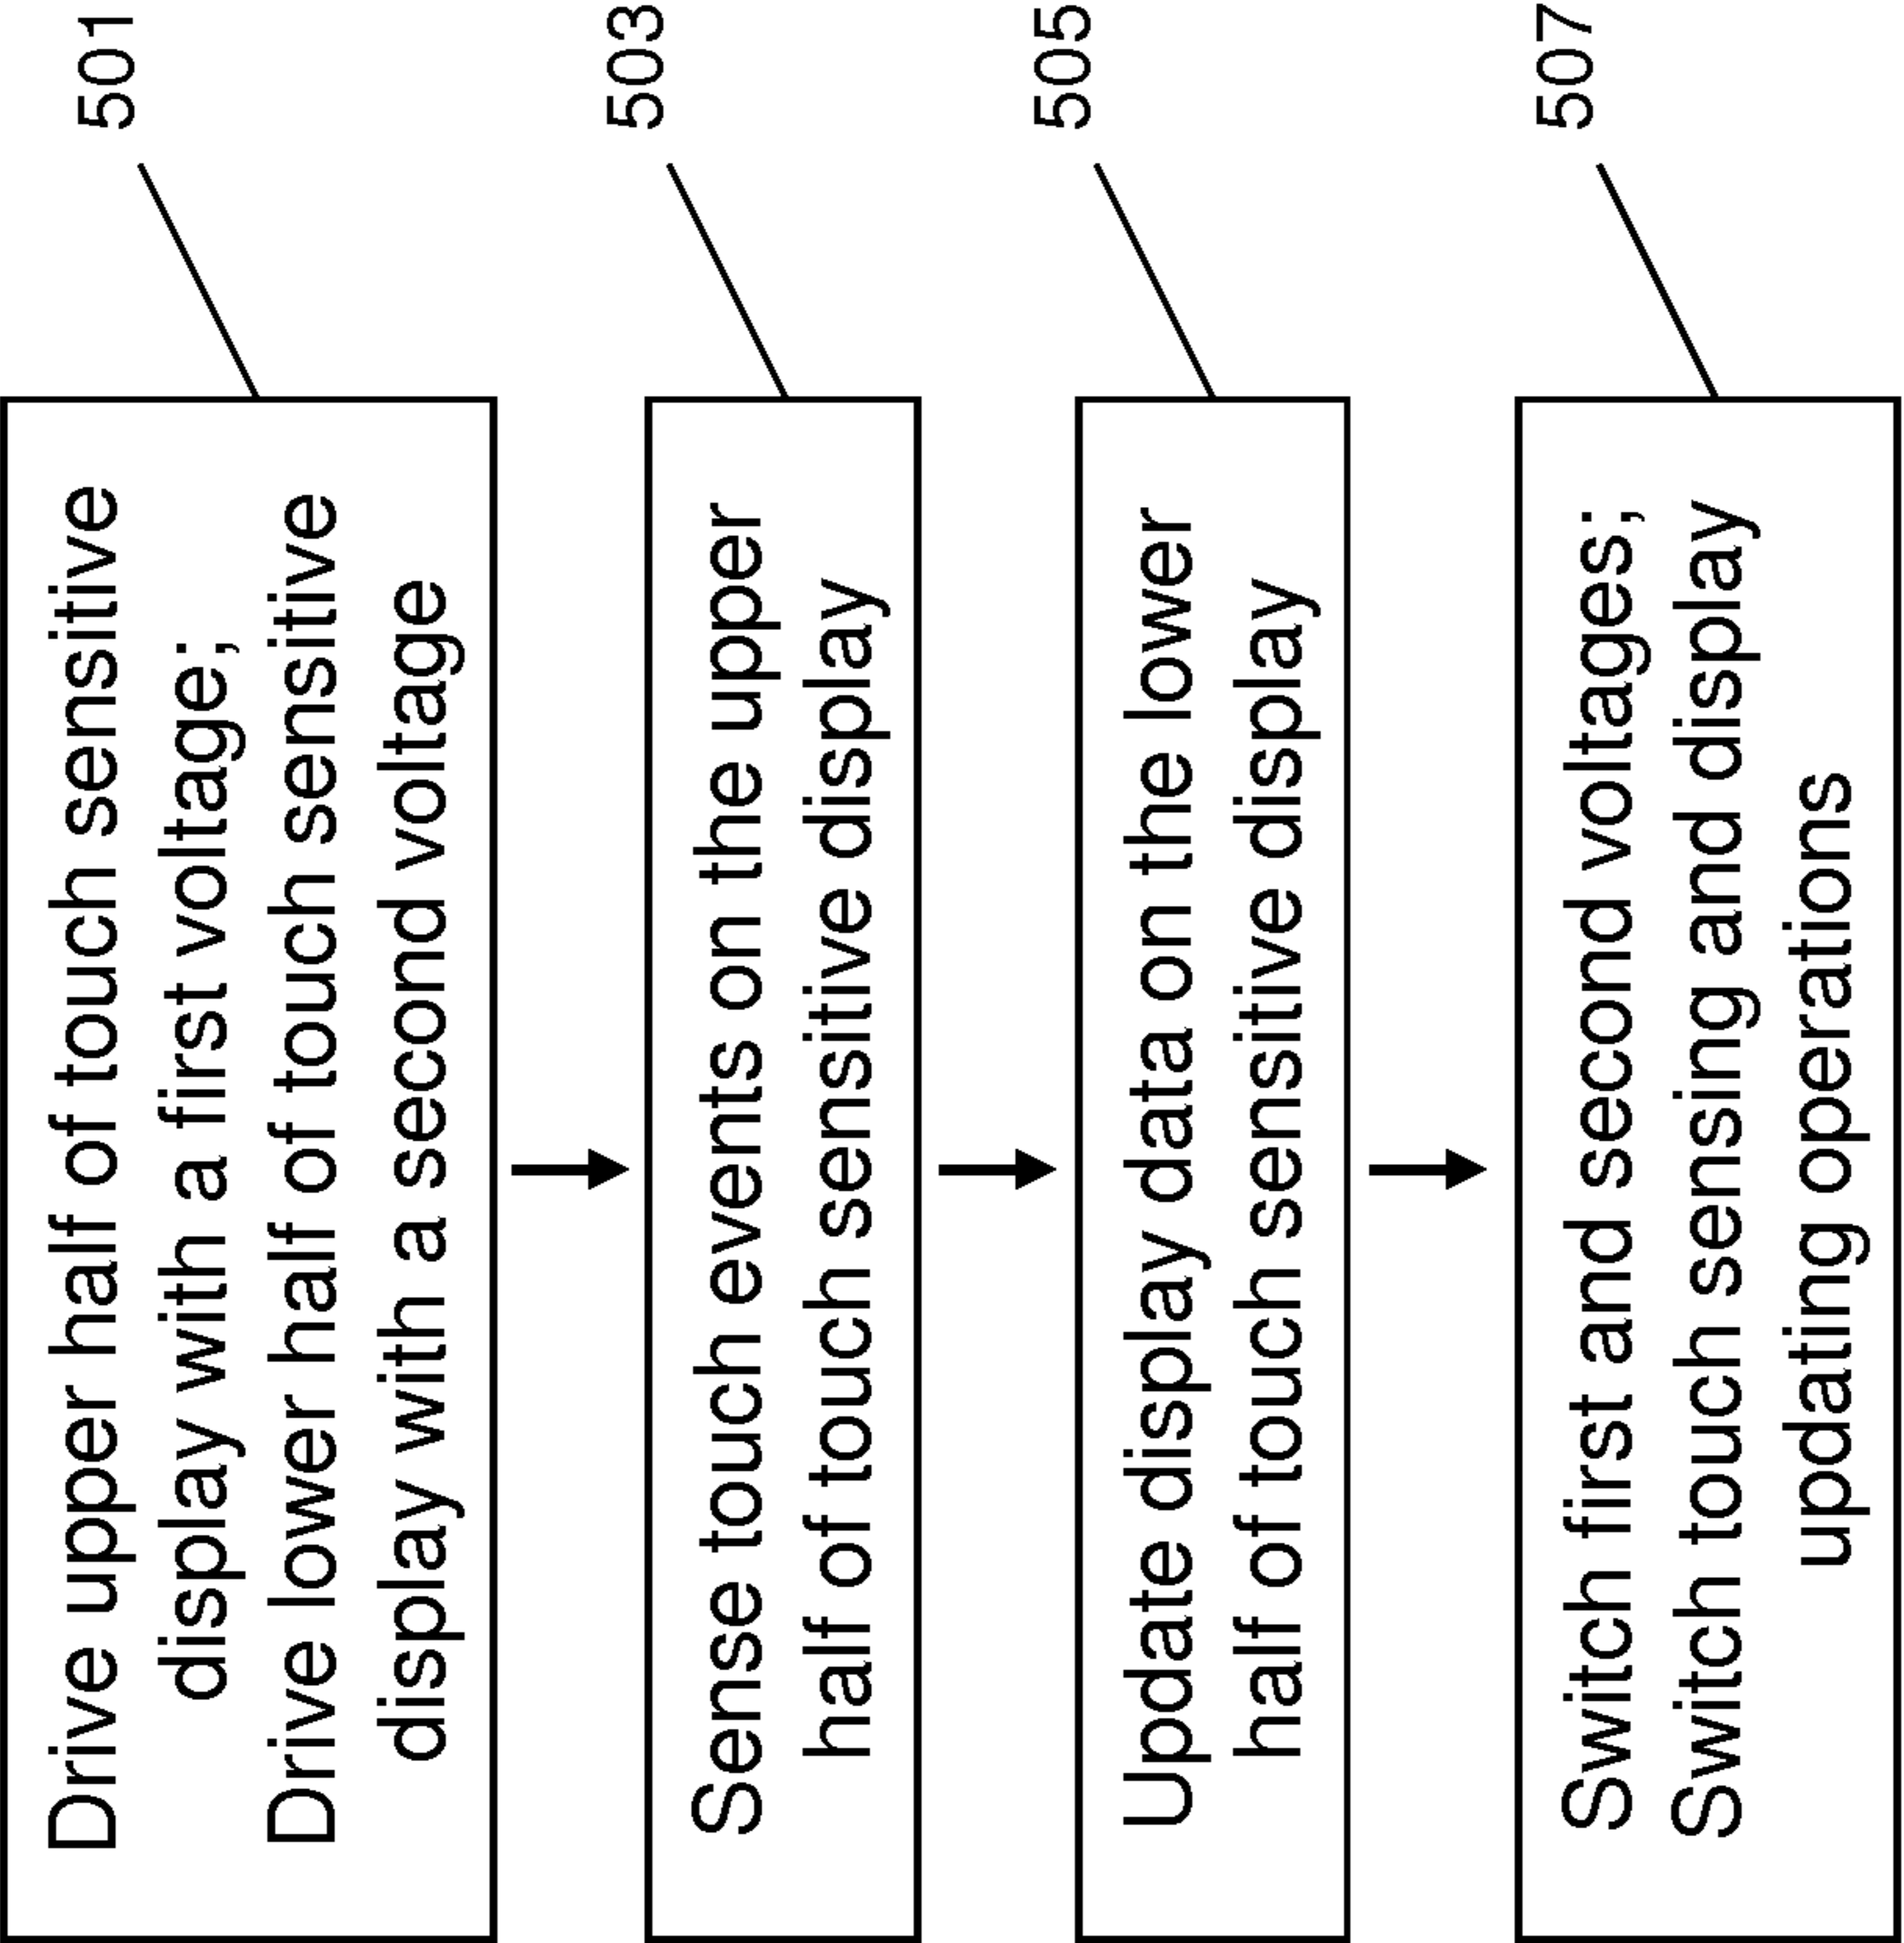 Drive upper half of touch sensitive
display with a first voltage;
Drive lower half of touch sensitive
display with a second voltage
501
Sense touch events on the upper
half of touch sensitive display
503
Update display data on the lower
half of touch sensitive display
505
Switch first and second voltages;
Switch touch sensing and display
updating operations
507